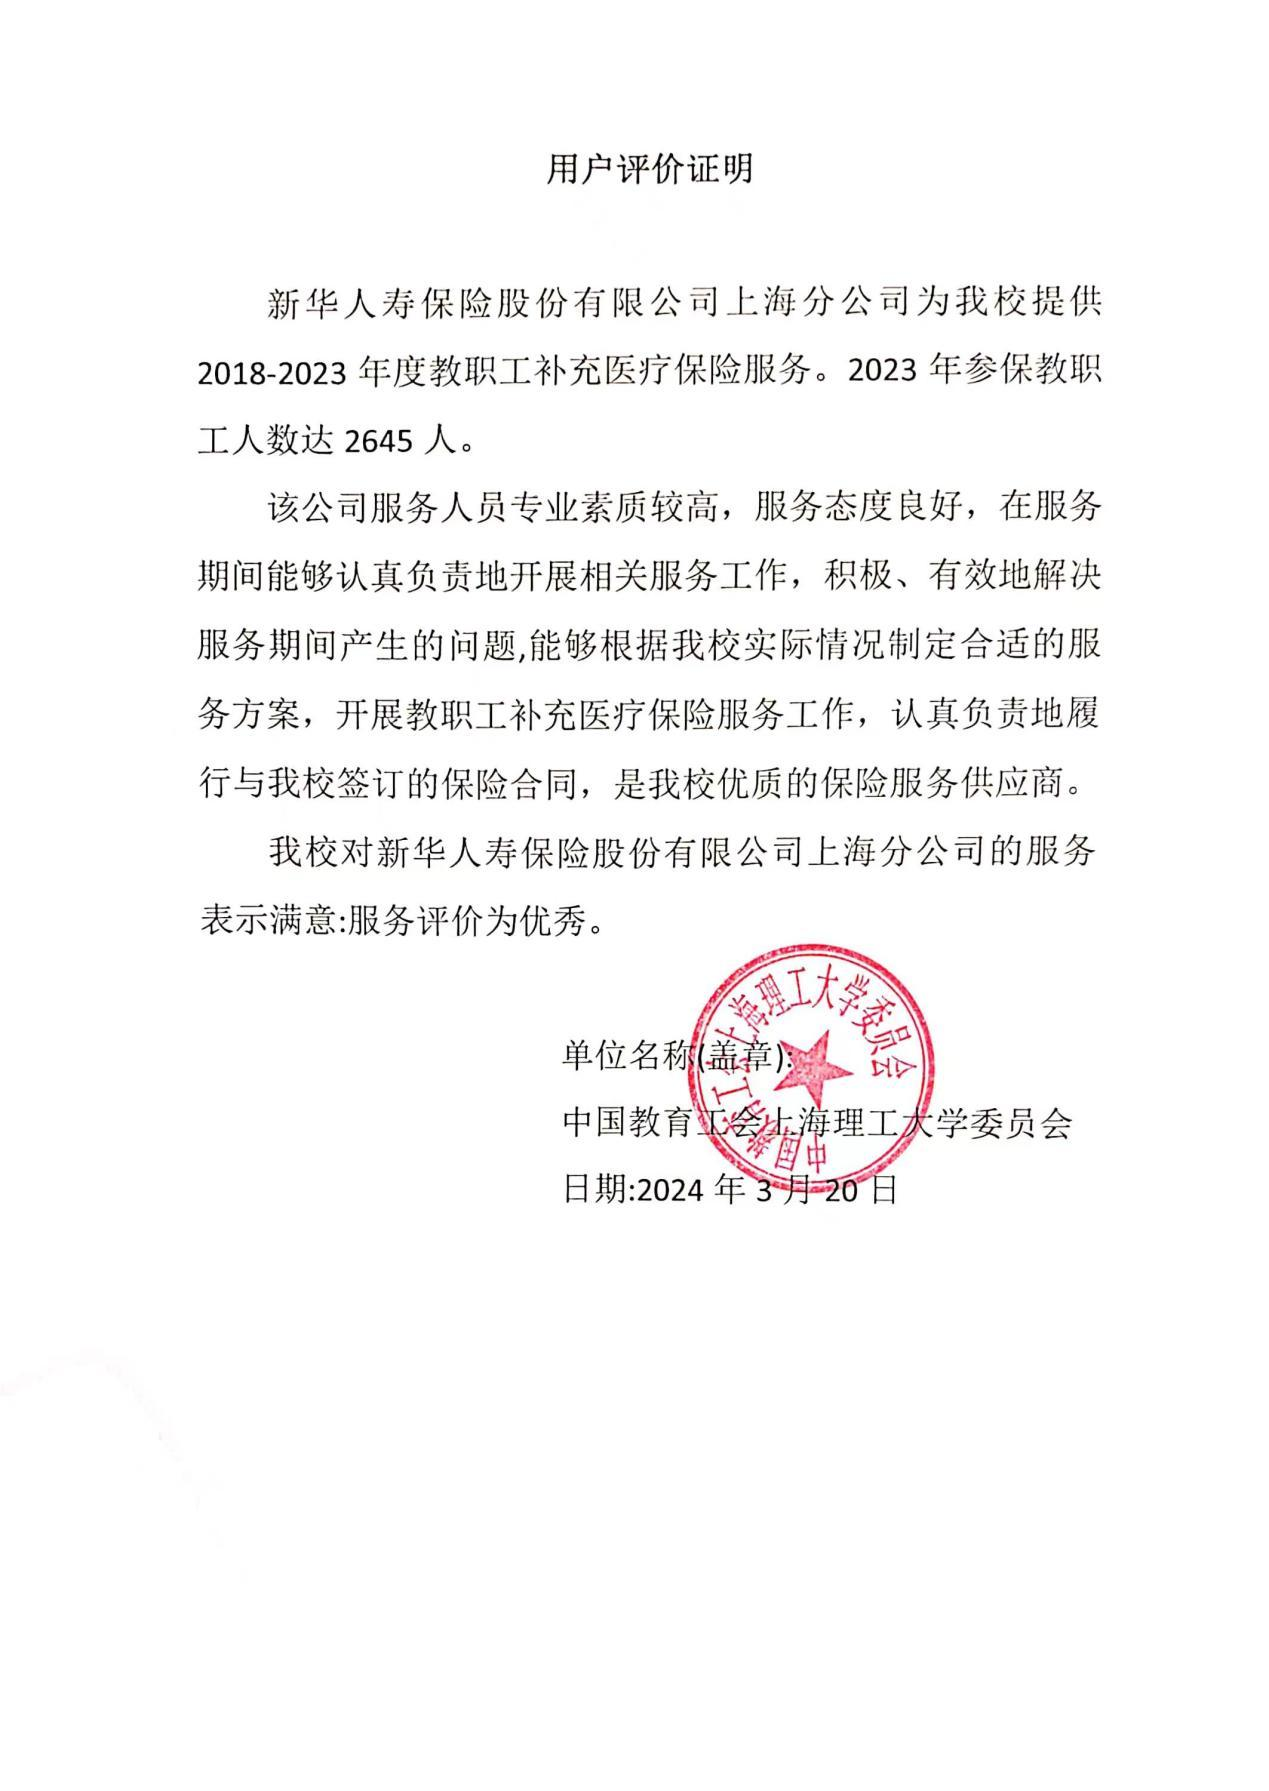 用户评价证明
新华人寿保险股份有限公司上海分公司为我校提供
2018-2023 年度教职工补充医疗保险服务。2023 年参保教职
工人数达 2645 人。
该公司服务人员专业素质较高，服务态度良好，在服务
期间能够认真负责地开展相关服务工作，积极、有效地解决
服务期间产生的问题,能够根据我校实际情况制定合适的服
务方案，开展教职工补充医疗保险服务工作，认真负责地履
行与我校签订的保险合同，是我校优质的保险服务供应商。
我校对新华人寿保险股份有限公司上海分公司的服务
表示满意:服务评价为优秀。
单位名称(盖章):
中国教育工会上海理工大学委员会
日期:2024 年 3 月 20 日
中国教育工会上海理工大学委员会